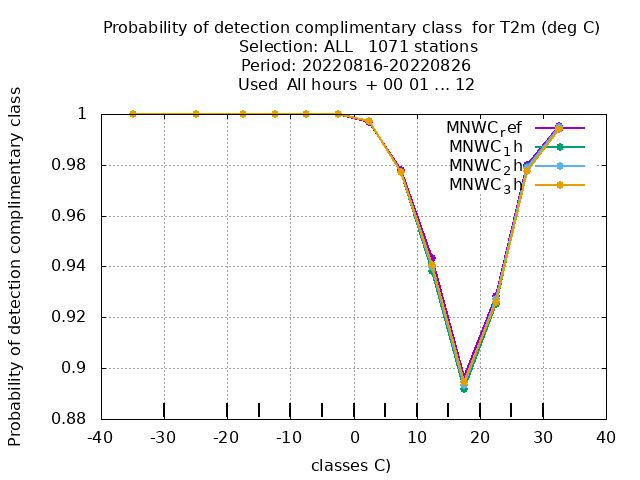 Probability of detection complimentary class  for T2m (deg C)
Selection: ALL   1071 stations
Period: 20220816-20220826
Used  All hours  + 00 01 ... 12
Probability of detection complimentary class
1
0.98
0.96
0.94
0.92
0.9
0.88
MNWC_ref
MNWC_1h
MNWC_2h
MNWC_3h
-40 -30 -20 -10 0 10 20 30 40
classes C)